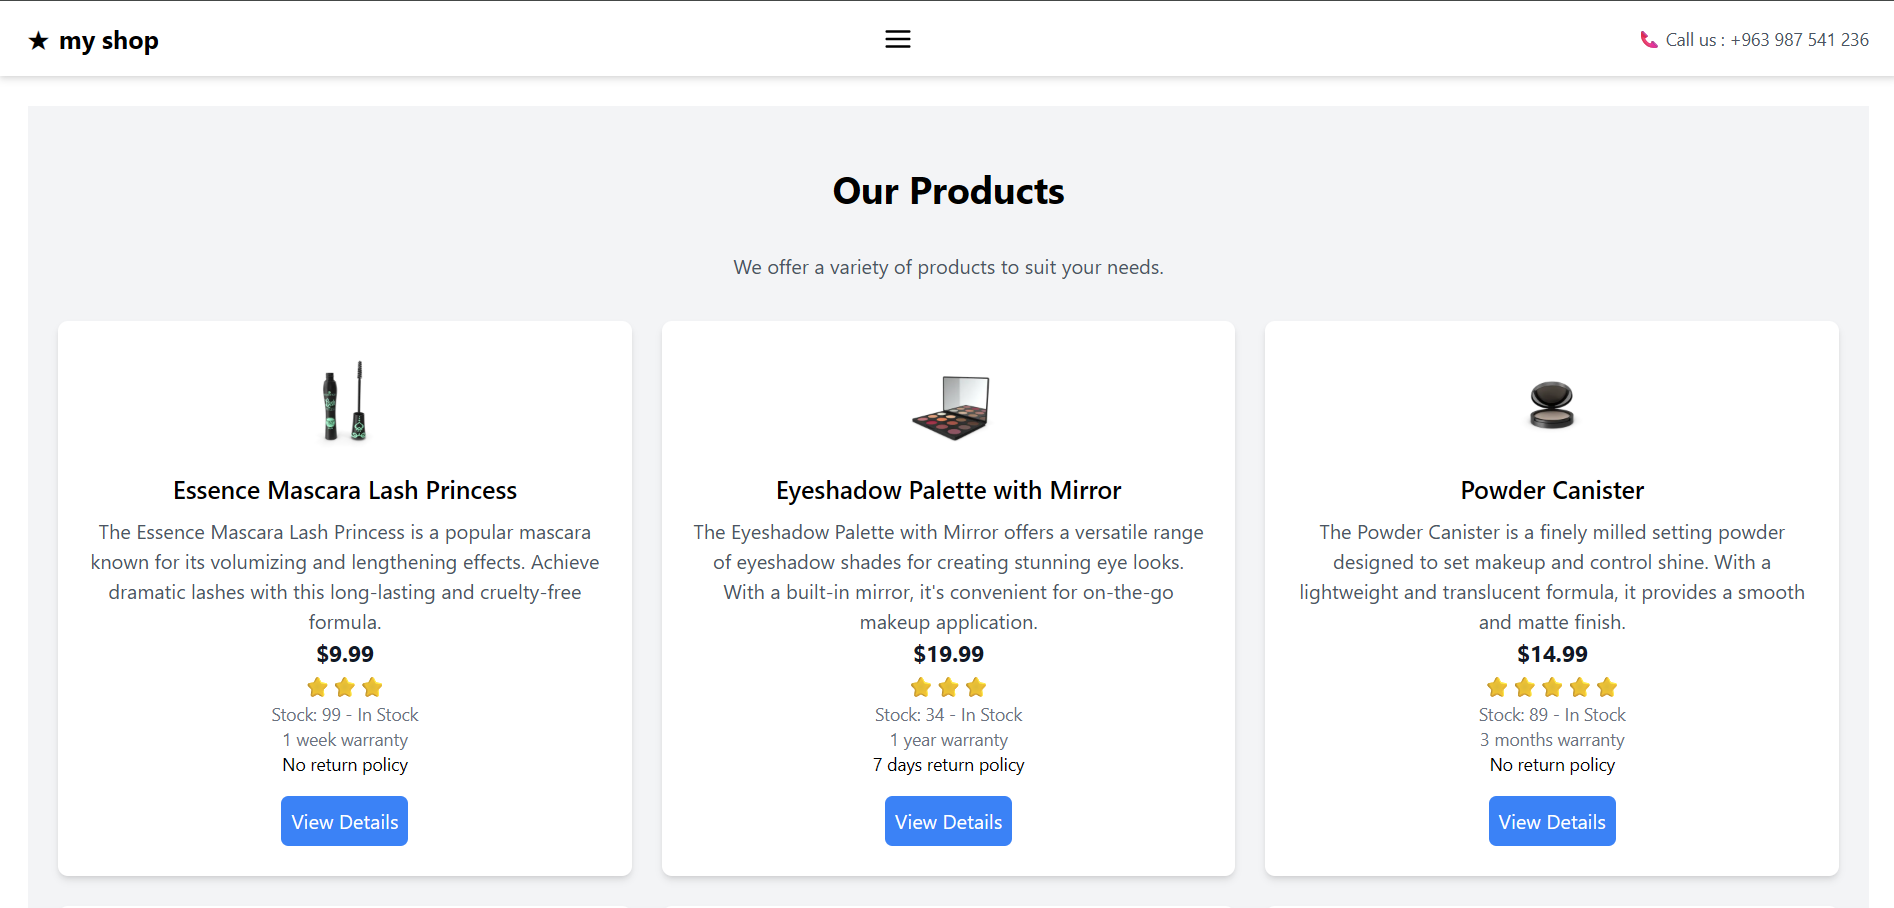 ★ my shop
Call us : +963 987 541 236
Our Products
We offer a variety of products to suit your needs.
Essence Mascara Lash Princess
The Essence Mascara Lash Princess is a popular mascara
known for its volumizing and lengthening effects. Achieve
dramatic lashes with this long-lasting and cruelty-free
formula.
$9.99
Stock: 99 - In Stock
1 week warranty
No return policy
View Details
Eyeshadow Palette with Mirror
The Eyeshadow Palette with Mirror offers a versatile range
of eyeshadow shades for creating stunning eye looks.
With a built-in mirror, it's convenient for on-the-go
makeup application.
$19.99
Stock: 34 - In Stock
1 year warranty
7 days return policy
View Details
Powder Canister
The Powder Canister is a finely milled setting powder
designed to set makeup and control shine. With a
lightweight and translucent formula, it provides a smooth
and matte finish.
$14.99
Stock: 89 - In Stock
3 months warranty
No return policy
View Details